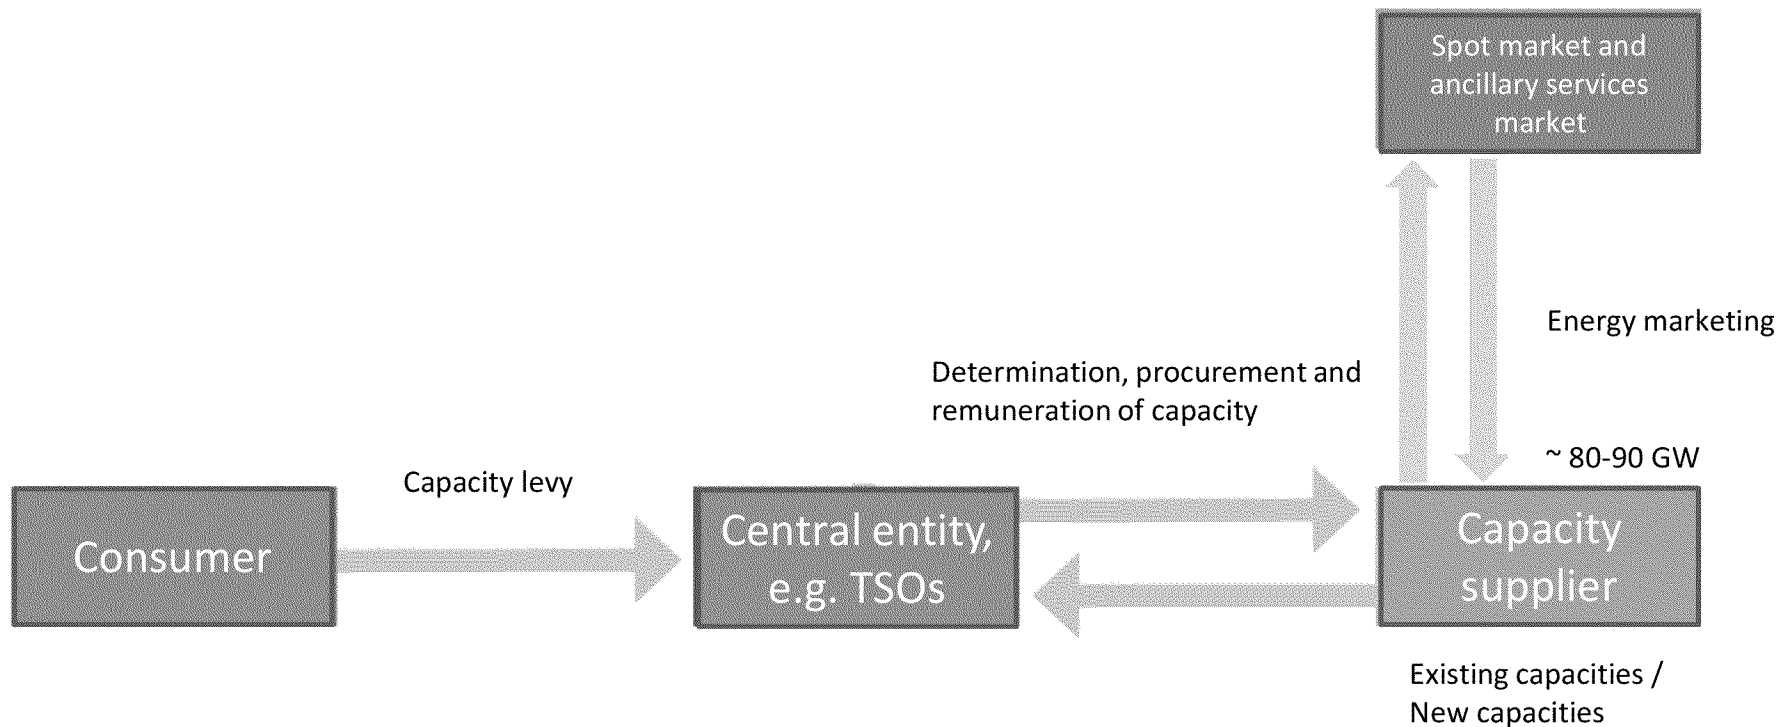 Spot market and
ancillary services
market
Energy marketing
Determination, procurement and
remuneration of capacity
~ 80-90 GW
Capacity levy
Consumer
Central entity,
e.g. TSOs
Capacity
supplier
Existing capacities /
New capacities